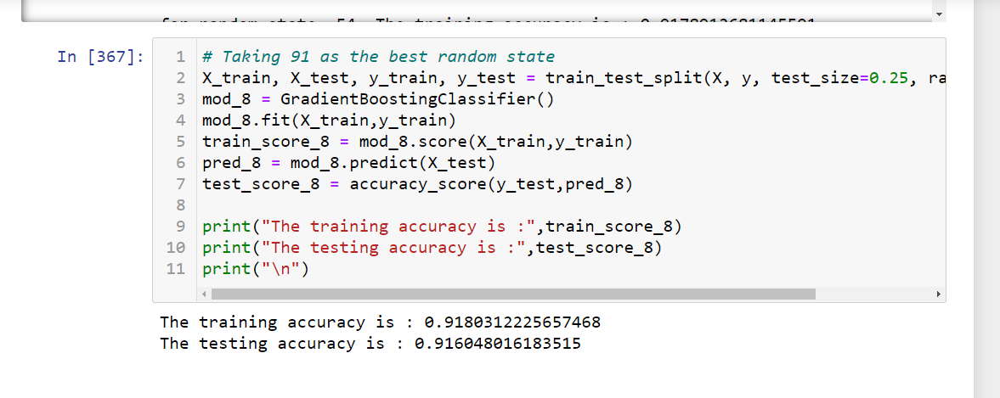 In [367]:
1 # Taking 91 as the best random state
2 X_train, X_test, y_train, y_test = train_test_split(X, y, test_size=0.25, ra
3 mod_8 = GradientBoostingClassifier()
4 mod_8.fit(X_train,y_train)
5 train_score_8 = mod_8.score(X_train,y_train)
6 pred_8 = mod_8.predict(X_test)
7 test_score_8 = accuracy_score(y_test,pred_8)
8
9 print("The training accuracy is :",train_score_8)
10 print("The testing accuracy is :",test_score_8)
11 print("\n")
The training accuracy is : 0.9180312225657468
The testing accuracy is : 0.916048016183515